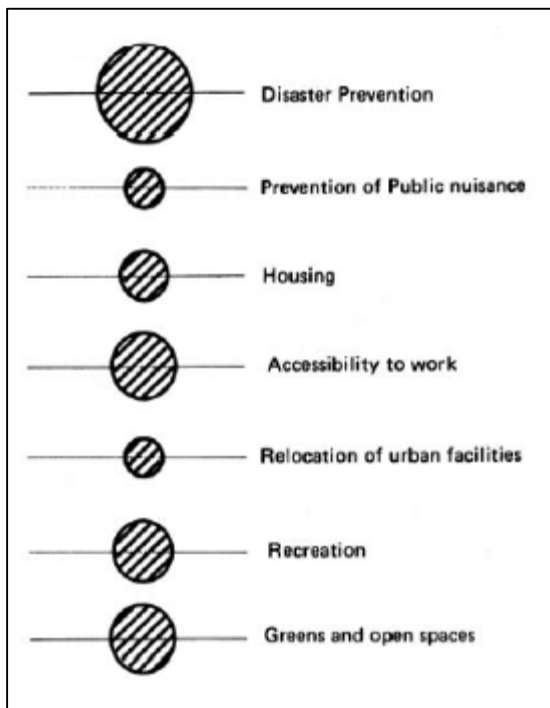 Disaster Prevention
Prevention of Public nuisance
Housing
Accessibility to work
Relocation of urban facilities
Recreation
Greens and open spaces